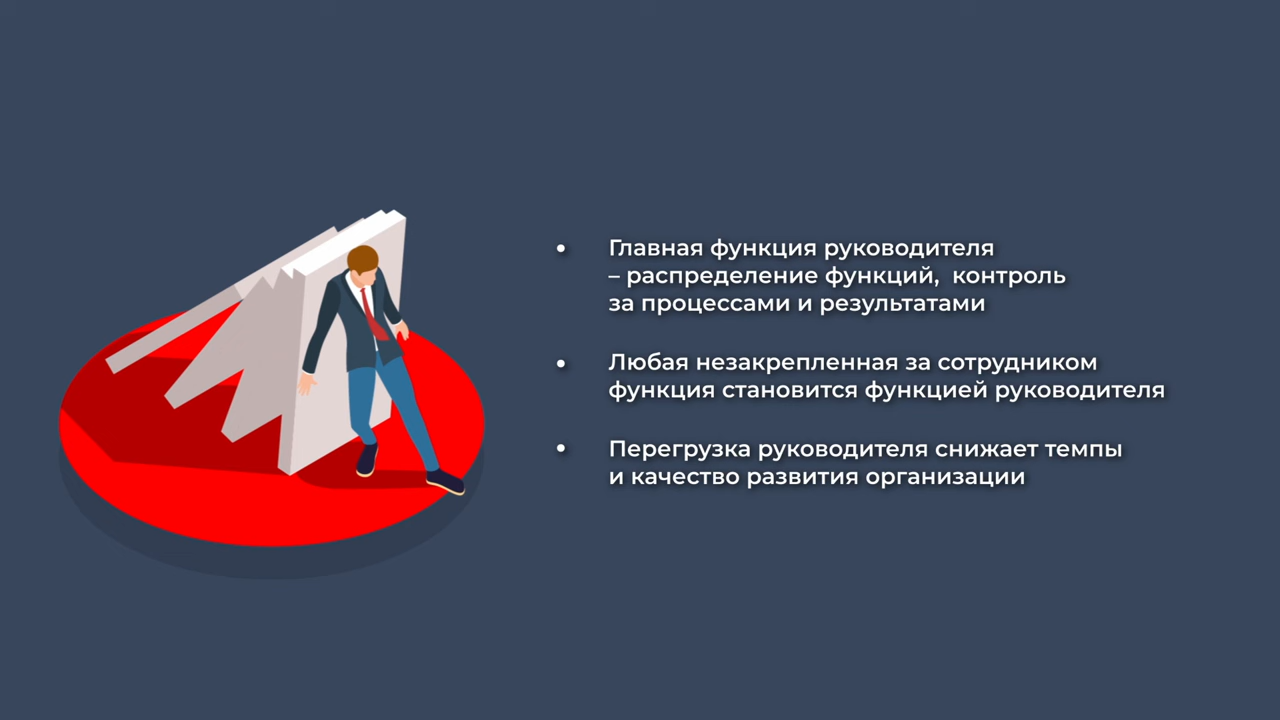 • Главная функция руководителя
– распределение функций, контроль
за процессами и результатами
• Любая незакрепленная за сотрудником
функция становится функцией руководителя
• Перегрузка руководителя снижает темпы
и качество развития организации